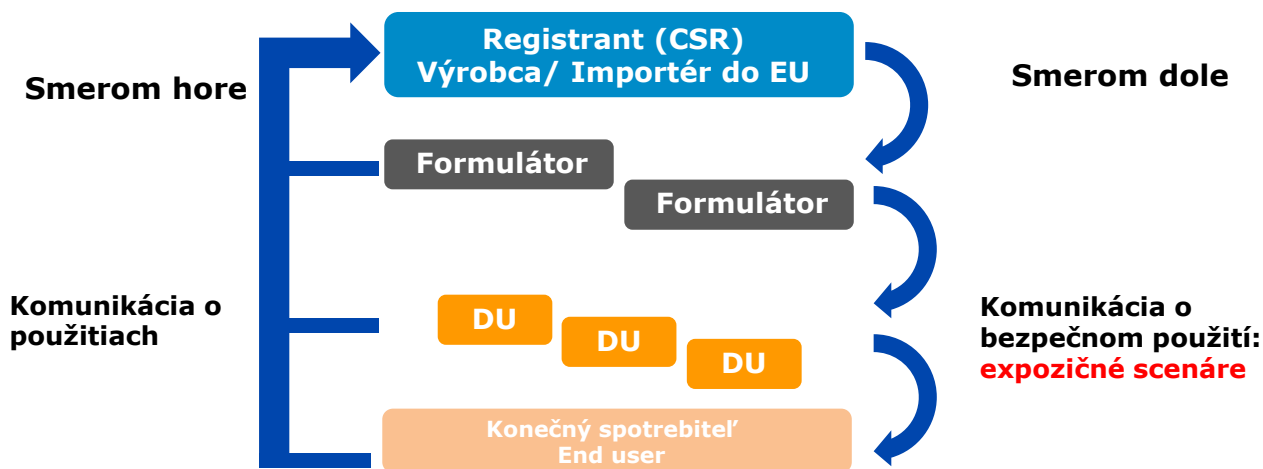 Registrant (CSR)
Výrobca/ Importér do EU
Smerom hore
Smerom dole
Formulátor
Formulátor
Komunikácia o
použitiach
DU
DU
DU
Komunikácia o
bezpečnom použití:
expozičné scenáre
Konečný spotrebiteľ
End user